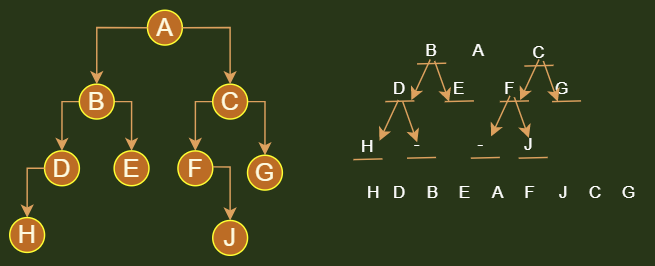 A
B C
D E F G
H J
B A C
D E F G
H - - J
H D B E A F J C G